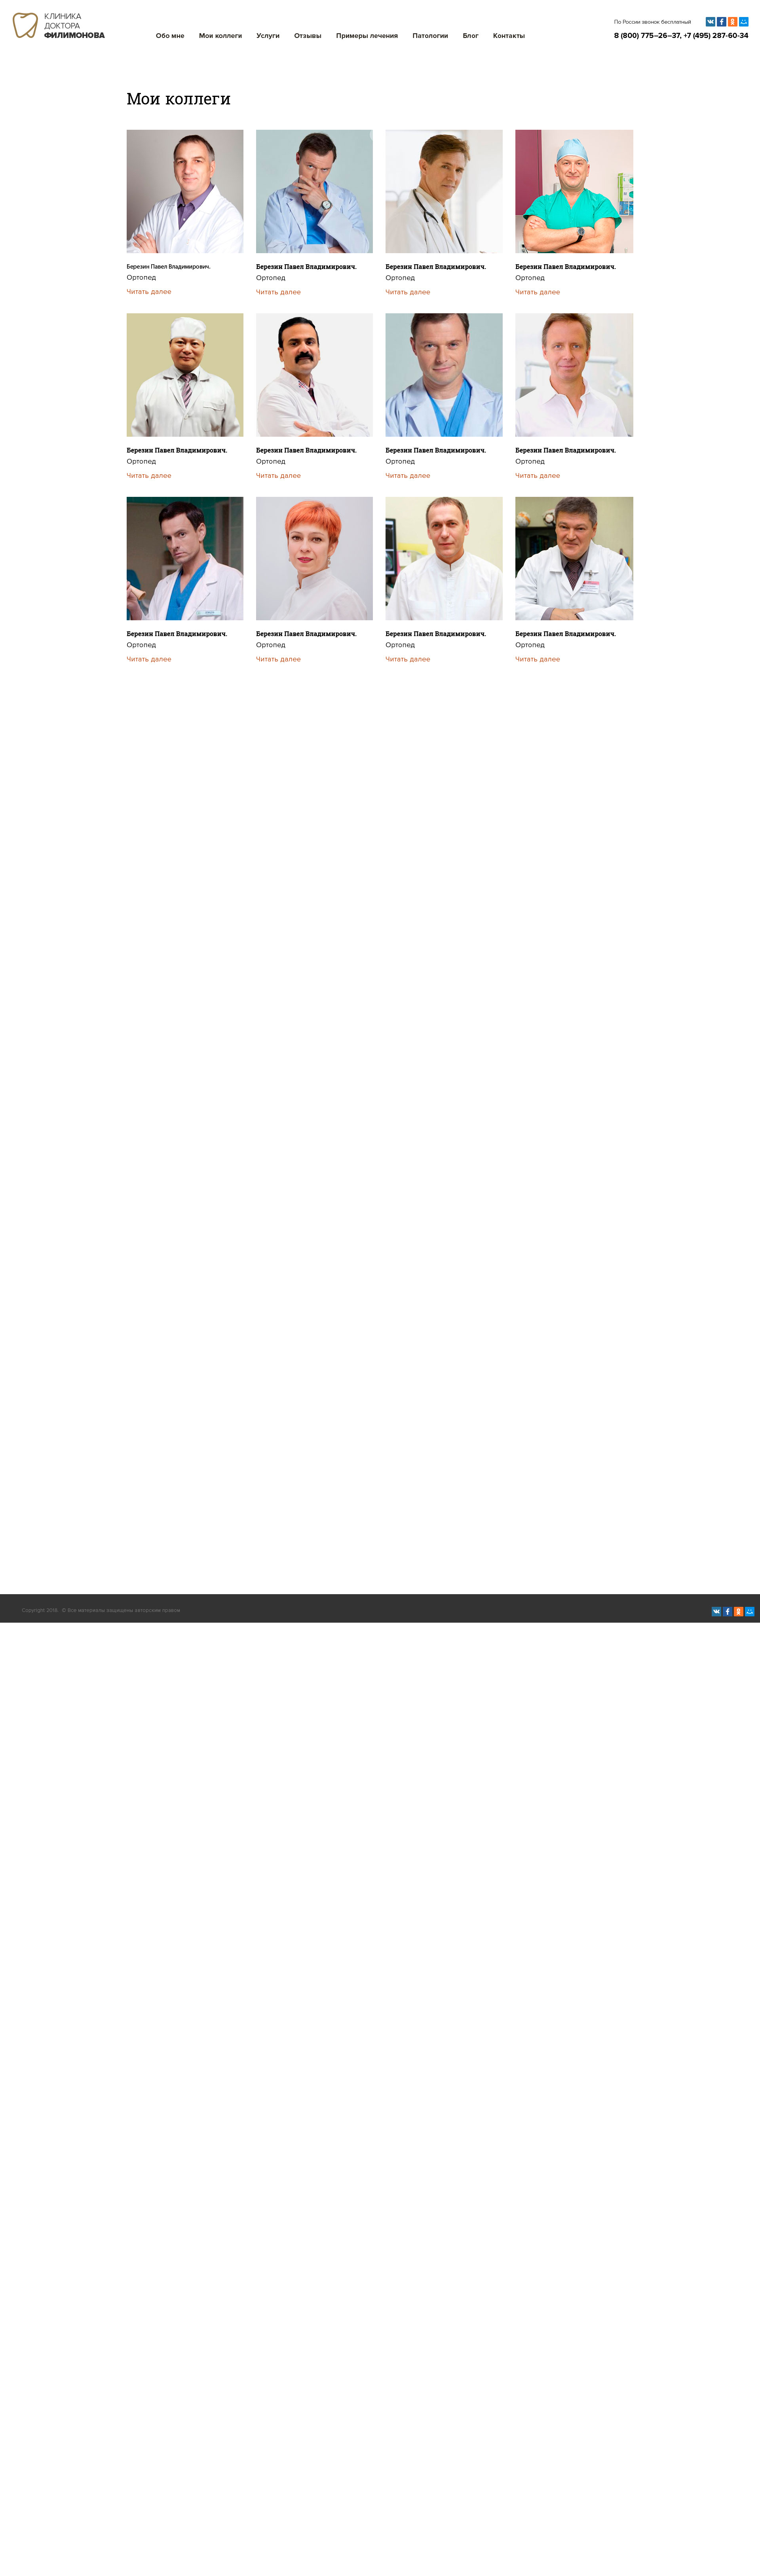 КЛИНИКА
ДОКТОРА
ФИЛИМОНОВА
Обо мне Мои коллеги Услуги Отзывы Примеры лечения Патологии Блог Контакты
По России звонок бесплатный
8 (800) 775–26–37, +7 (495) 287-60-34
Мои коллеги
Березин Павел Владимирович.
Ортопед
Читать далее
Березин Павел Владимирович.
Ортопед
Читать далее
Березин Павел Владимирович.
Ортопед
Читать далее
Березин Павел Владимирович.
Ортопед
Читать далее
Березин Павел Владимирович.
Ортопед
Читать далее
Березин Павел Владимирович.
Ортопед
Читать далее
Березин Павел Владимирович.
Ортопед
Читать далее
Березин Павел Владимирович.
Ортопед
Читать далее
Березин Павел Владимирович.
Ортопед
Читать далее
Березин Павел Владимирович.
Ортопед
Читать далее
Березин Павел Владимирович.
Ортопед
Читать далее
Березин Павел Владимирович.
Ортопед
Читать далее
Copyright © Все материалы защищены авторским правом